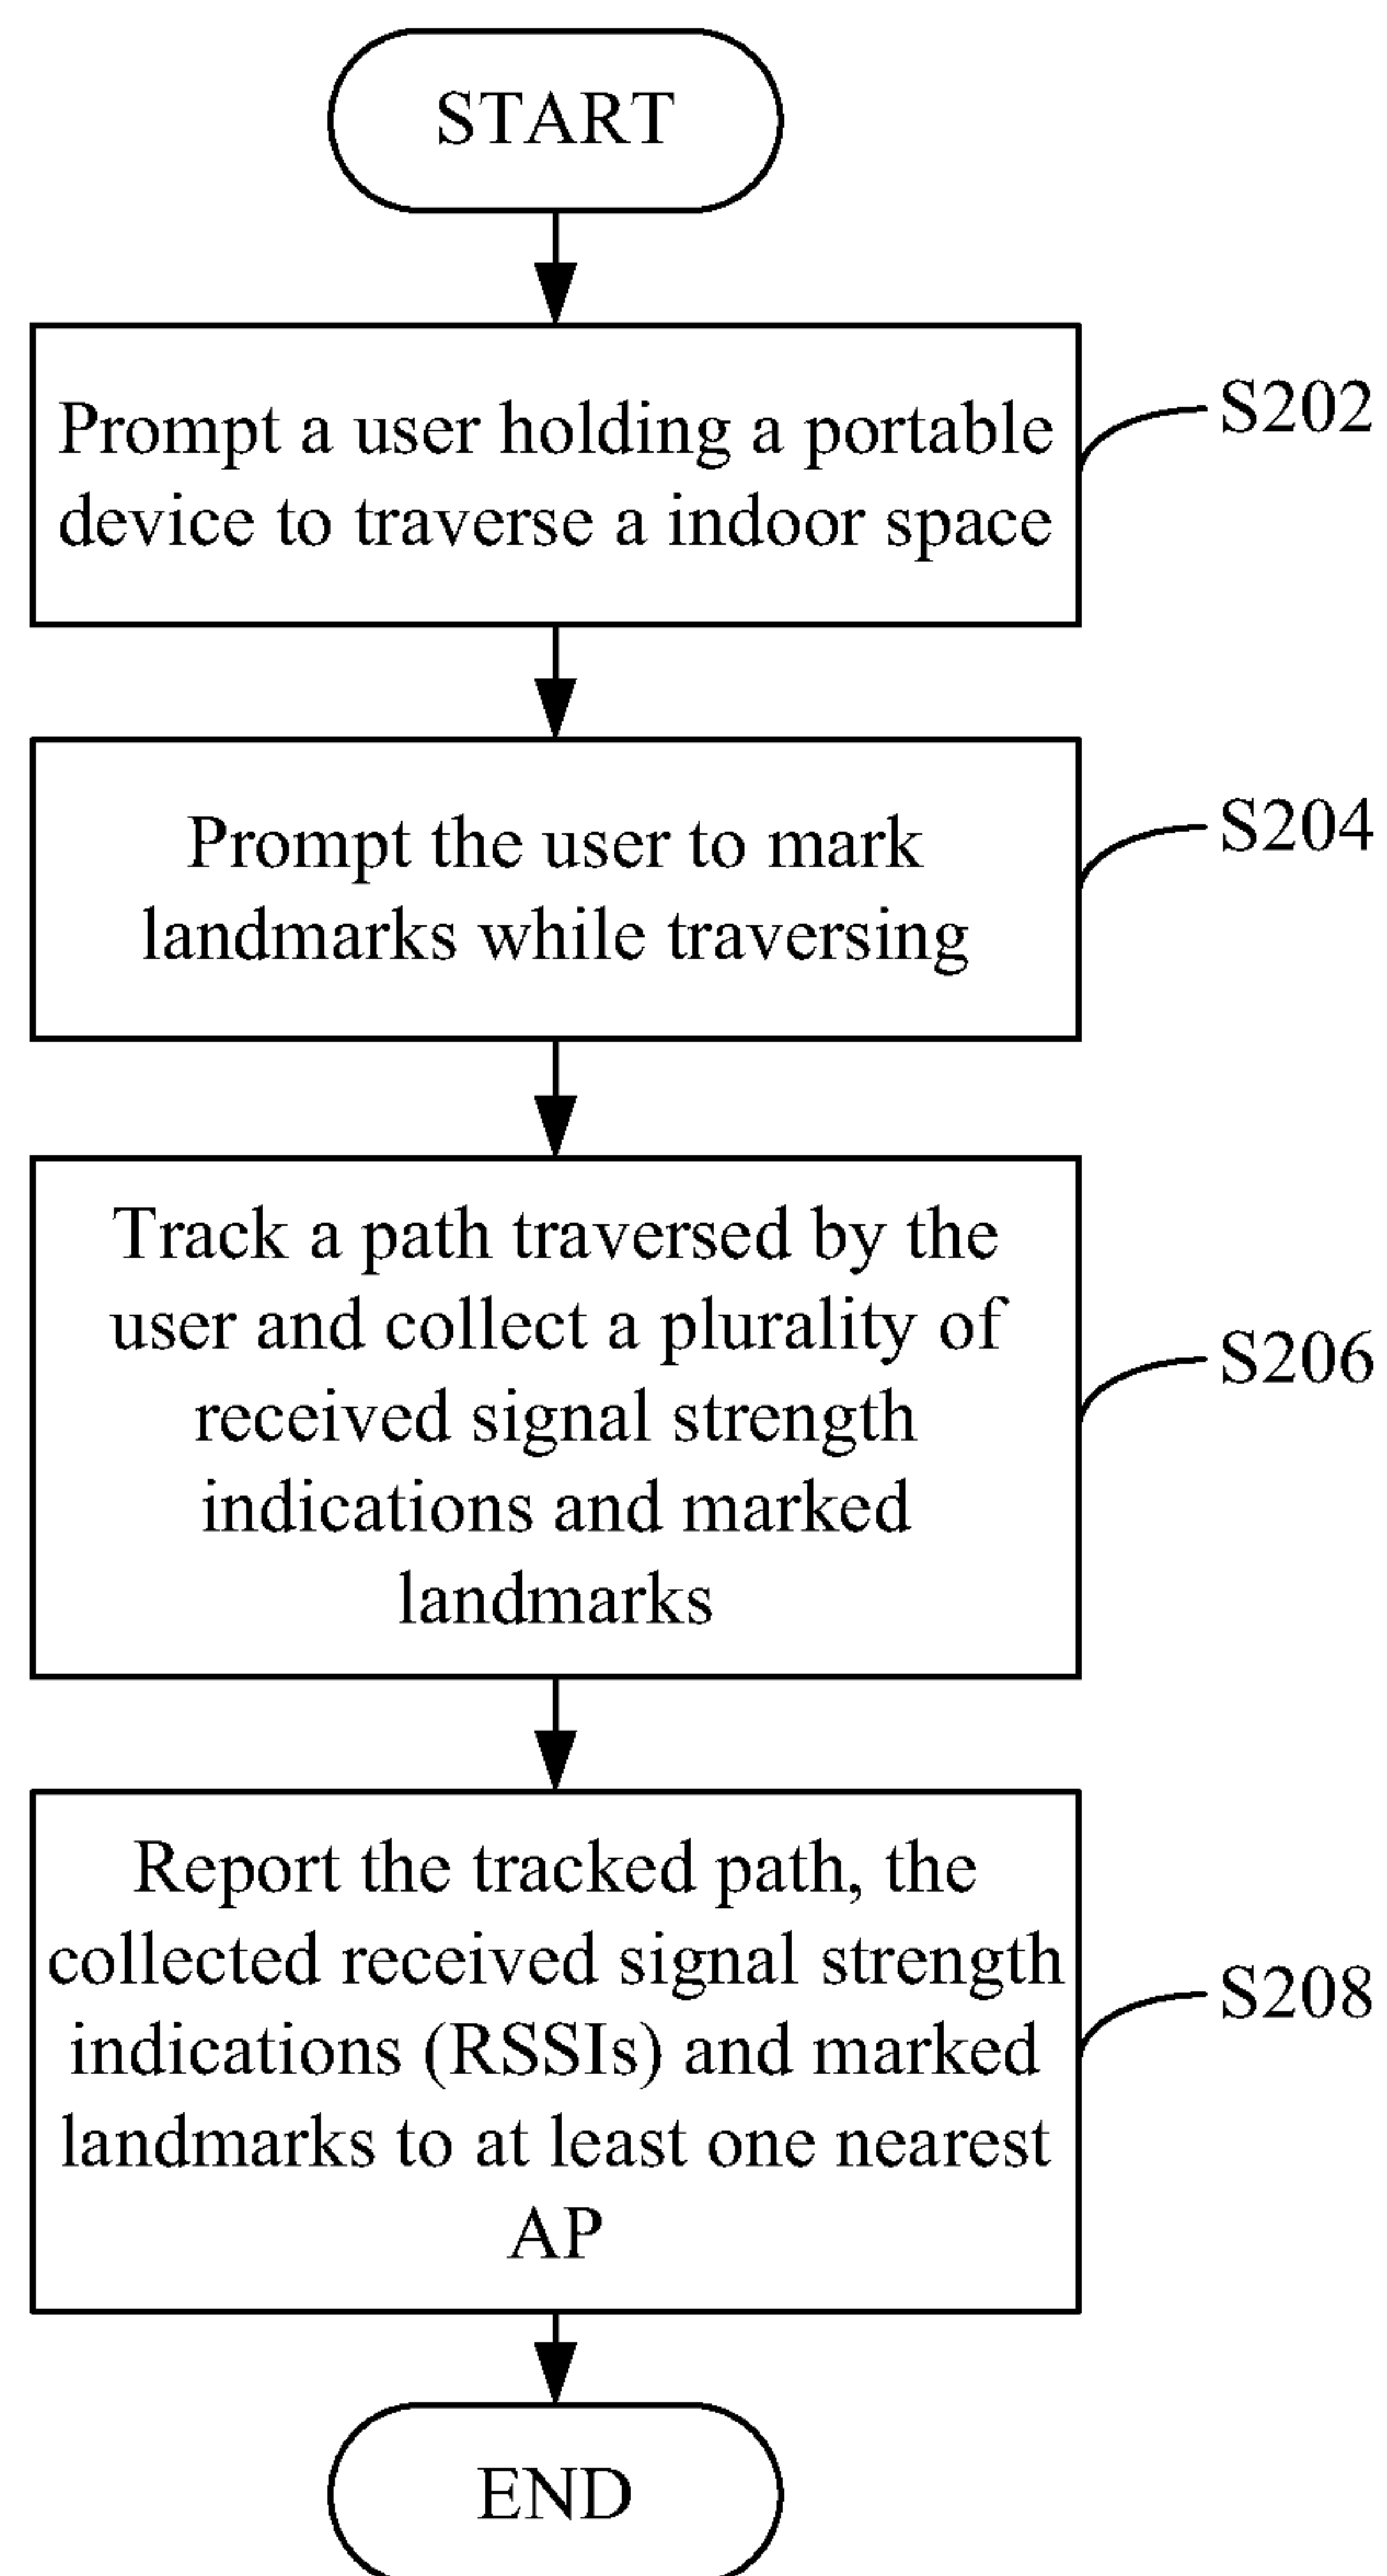 START
Prompt a user holding a portable
device to traverse a indoor space
S202
Prompt the user to mark
landmarks while traversing
S204
Track a path traversed by the
user and collect a plurality of
received signal strength
indications and marked
landmarks
S206
Report the tracked path, the
collected received signal strength
indications (RSSIs) and marked
landmarks to at least one nearest
AP
S208
END